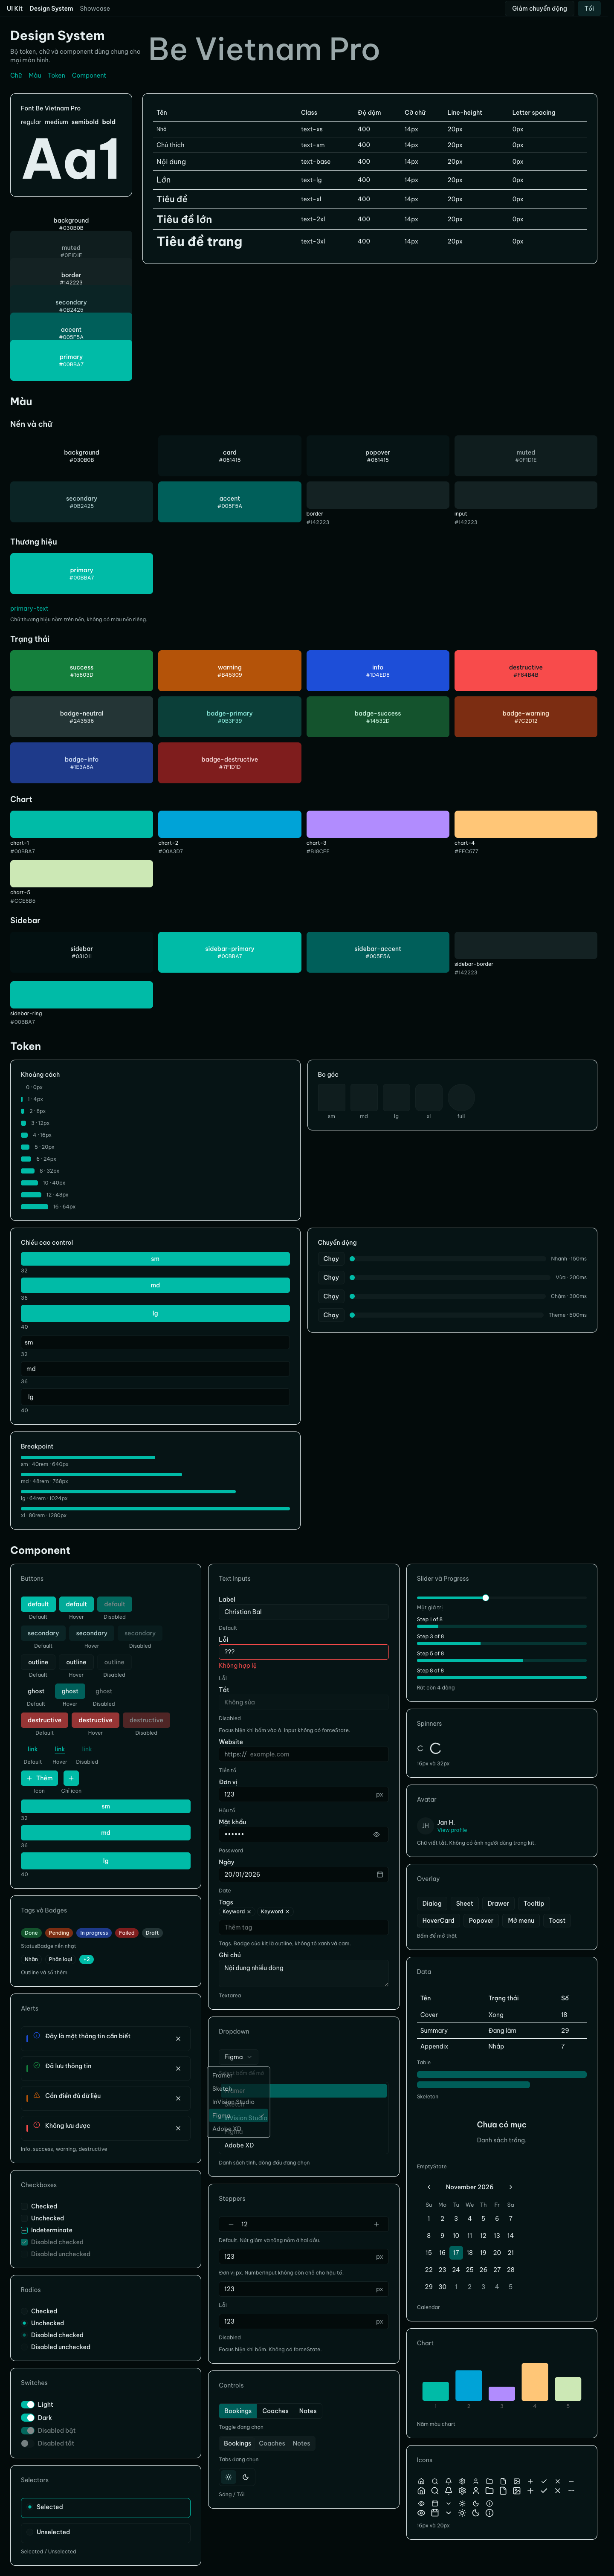 UI Kit Design System Showcase Giảm chuyển động Tối
Design System
Bộ token, chữ và component dùng chung cho
mọi màn hình.
Chữ Màu Token Component
Be Vietnam Pro
Font Be Vietnam Pro
regular medium semibold bold
Aa1
Tên Class Độ đậm Cỡ chữ Line-height Letter spacing
Nhỏ text-xs 400 14px 20px 0px
Chú thích text-sm 400 14px 20px 0px
Nội dung text-base 400 14px 20px 0px
Lớn text-lg 400 14px 20px 0px
Tiêu đề text-xl 400 14px 20px 0px
Tiêu đề lớn text-2xl 400 14px 20px 0px
Tiêu đề trang text-3xl 400 14px 20px 0px
background
#030B0B
muted
#0F1D1E
border
#142223
secondary
#0B2425
accent
#005F5A
primary
#00BBA7
Màu
Nền và chữ
background card popover muted
#030B0B #061415 #061415 #0F1D1E
secondary accent
#0B2425 #005F5A
border input
#142223 #142223
Thương hiệu
primary
#00BBA7
primary-text
Chữ thương hiệu nằm trên nền, không có màu nền riêng.
Trạng thái
success warning info destructive
#15803D #B45309 #1D4ED8 #FB4B4B
badge-neutral badge-primary badge-success badge-warning
#243536 #0B3F39 #14532D #7C2D12
badge-info badge-destructive
#1E3A8A #7F1D1D
Chart
chart-1 chart-2 chart-3 chart-4
#00BBA7 #00A3D7 #B18CFE #FFC677
chart-5
#CCE8B5
Sidebar
sidebar sidebar-primary sidebar-accent
#031011 #00BBA7 #005F5A
sidebar-border
#142223
sidebar-ring
#00BBA7
Token
Khoảng cách
0 · 0px
1 · 4px
2 · 8px
3 · 12px
4 · 16px
5 · 20px
6 · 24px
8 · 32px
10 · 40px
12 · 48px
16 · 64px
Bo góc
sm md lg xl full
Chiều cao control
sm
32
md
36
lg
40
sm
32
md
36
lg
40
Chuyển động
Chạy Nhanh · 150ms
Chạy Vừa · 200ms
Chạy Chậm · 300ms
Chạy Theme · 500ms
Breakpoint
sm · 40rem · 640px
md · 48rem · 768px
lg · 64rem · 1024px
xl · 80rem · 1280px
Component
Buttons
default default default
Default Hover Disabled
secondary secondary secondary
Default Hover Disabled
outline outline outline
Default Hover Disabled
ghost ghost ghost
Default Hover Disabled
destructive destructive destructive
Default Hover Disabled
link link link
Default Hover Disabled
+ Thêm +
Icon Chỉ icon
sm
32
md
36
lg
40
Tags và Badges
Done Pending In progress Failed Draft
StatusBadge nền nhạt
Nhãn Phân loại +2
Outline và số thêm
Alerts
Đây là một thông tin cần biết
Đã lưu thông tin
Cần điền đủ dữ liệu
Không lưu được
Info, success, warning, destructive
Checkboxes
Checked
Unchecked
Indeterminate
Disabled checked
Disabled unchecked
Radios
Checked
Unchecked
Disabled checked
Disabled unchecked
Switches
Light
Dark
Disabled bật
Disabled tắt
Selectors
Selected
Unselected
Selected / Unselected
Text Inputs
Label
Christian Bal
Default
Lỗi
???
Không hợp lệ
Lỗi
Tắt
Không sửa
Disabled
Focus hiện khi bấm vào ô. Input không có forceState.
Website
https:// example.com
Tiền tố
Đơn vị
123 px
Hậu tố
Mật khẩu
••••••
Password
Ngày
20/01/2026
Date
Tags
Keyword × Keyword ×
Thêm tag
Tags. Badge của kit là outline, không tô xanh và cam.
Ghi chú
Nội dung nhiều dòng
Textarea
Dropdown
Figma
Framer
Sketch
InVision Studio
Figma
Adobe XD
Adobe XD
Danh sách tĩnh, dòng đầu đang chọn
Steppers
12
Default. Nút giảm và tăng nằm ở hai đầu.
123 px
Đơn vị px. NumberInput không còn chỗ cho hậu tố.
123 px
Lỗi
123 px
Disabled
Focus hiện khi bấm. Không có forceState.
Controls
Bookings Coaches Notes
Toggle đang chọn
Bookings Coaches Notes
Tabs đang chọn
Sáng / Tối
Slider và Progress
Một giá trị
Step 1 of 8
Step 3 of 8
Step 5 of 8
Step 8 of 8
Rút còn 4 dòng
Spinners
16px và 32px
Avatar
JH Jan H.
View profile
Chữ viết tắt. Không có ảnh người dùng trong kit.
Overlay
Dialog Sheet Drawer Tooltip
HoverCard Popover Mở menu Toast
Bấm để mở thật
Data
Tên Trạng thái Số
Cover Xong 18
Summary Đang làm 29
Appendix Nháp 7
Table
Skeleton
Chưa có mục
Danh sách trống.
EmptyState
November 2026
Su Mo Tu We Th Fr Sa
1 2 3 4 5 6 7
8 9 10 11 12 13 14
15 16 17 18 19 20 21
22 23 24 25 26 27 28
29 30 1 2 3 4 5
Calendar
Chart
1 2 3 4 5
Năm màu chart
Icons
16px và 20px